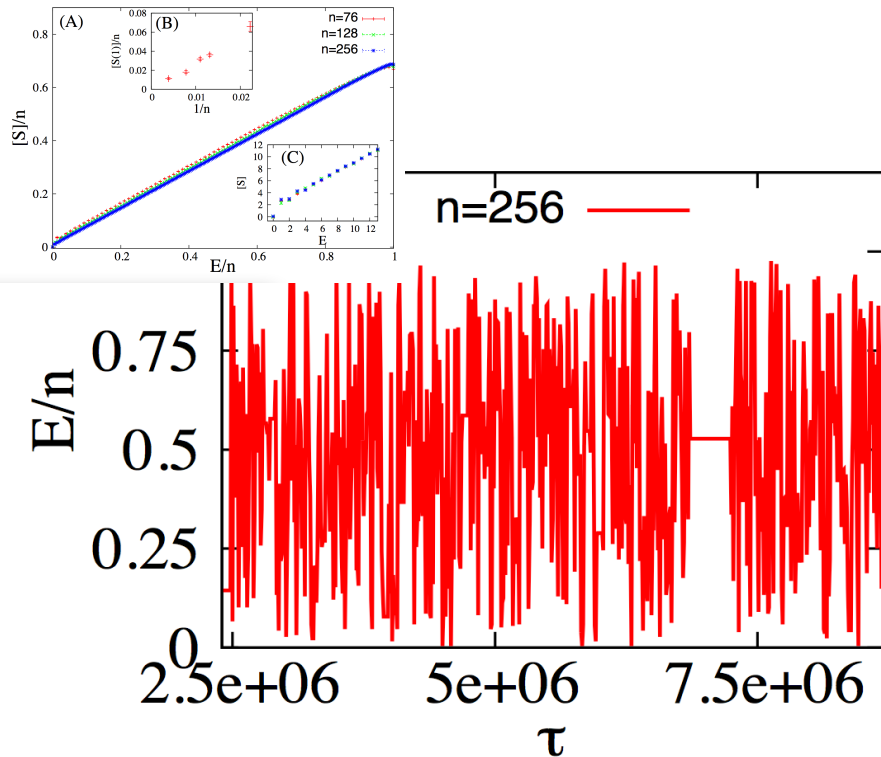 (A)
[S]/n
0.8
0.6
0.4
0.2
0
0 0.2 0.4 0.6 0.8 1
E/n
n=76
n=128
n=256
(B)
[S(1)]/n
0.08
0.06
0.04
0.02
0
0 0.01 0.02
1/n
(C)
[S]
12
10
8
6
4
2
0
0 2 4 6 8 10 12
E
n=256
E/n
0.75
0.5
0.25
0
2.5e+06 5e+06 7.5e+06
τ